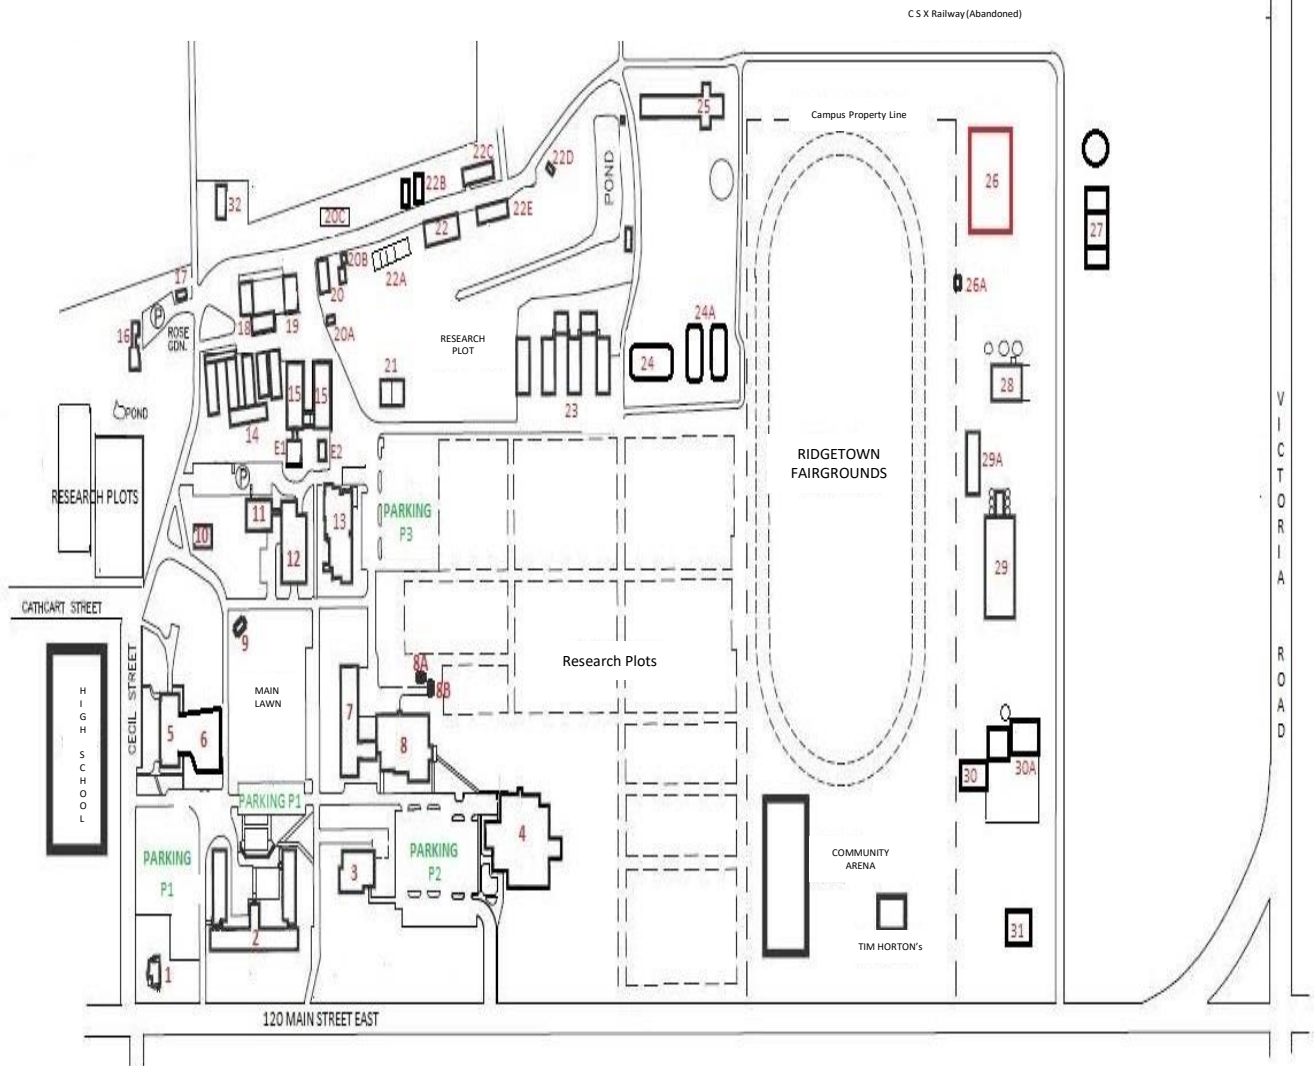 C S X Railway (Abandoned)
25
Campus Property Line
22C
22D
POND
22B
26
32
20C
22E
22
27
20B
22A
17
20
26A
P
18
19
20A
24A
16
ROSE
GDN.
RESEARCH
PLOT
21
24
28
15
15
23
POND
14
E1
E2
RIDGETOWN
FAIRGROUNDS
29A
P
RESEARCH PLOTS
11
13
PARKING
P3
10
12
29
VICTORIA ROAD
CATHCART STREET
9
Research Plots
8A
8B
HIGH SCHOOL
CECIL STREET
MAIN
LAWN
7
5
6
8
30
30A
PARKING P1
4
PARKING
P1
3
PARKING
P2
COMMUNITY
ARENA
2
31
TIM HORTON's
1
120 MAIN STREET EAST